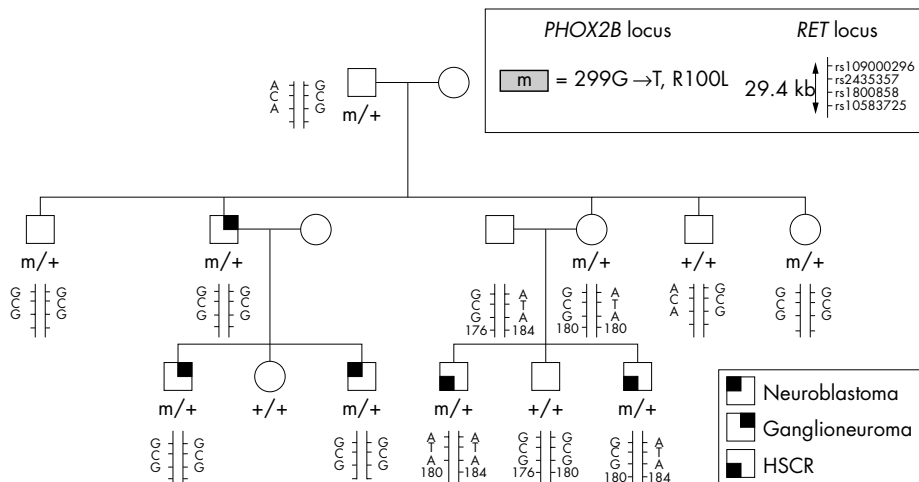 PHOX2B locus
RET locus
m = 299G →T, R100L
29.4 kb
rs109000296
rs2435357
rs1800858
rs10583725
A G
C C
A G
m/+
m/+ m/+ m/+ +/+ m/+
G G
C C
G G
G G
C C
G G
G A
C T
G A
176 184
G A
C T
G A
180 180
A G
C C
A G
G G
C C
G G
m/+ +/+ m/+ m/+ +/+ m/+
G G
C C
G G
G G
C C
G G
A A
T T
A A
180 184
G G
C C
G G
176 180
G A
C T
G A
180 184
Neuroblastoma
Ganglioneuroma
HSCR